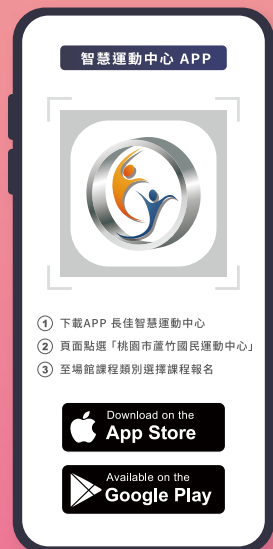 智慧運動中心 APP
① 下載APP 長佳智慧運動中心
② 頁面點選「桃園市蘆竹國民運動中心」
③ 至場館課程類別選擇課程報名
Download on the
App Store
Available on the
Google Play